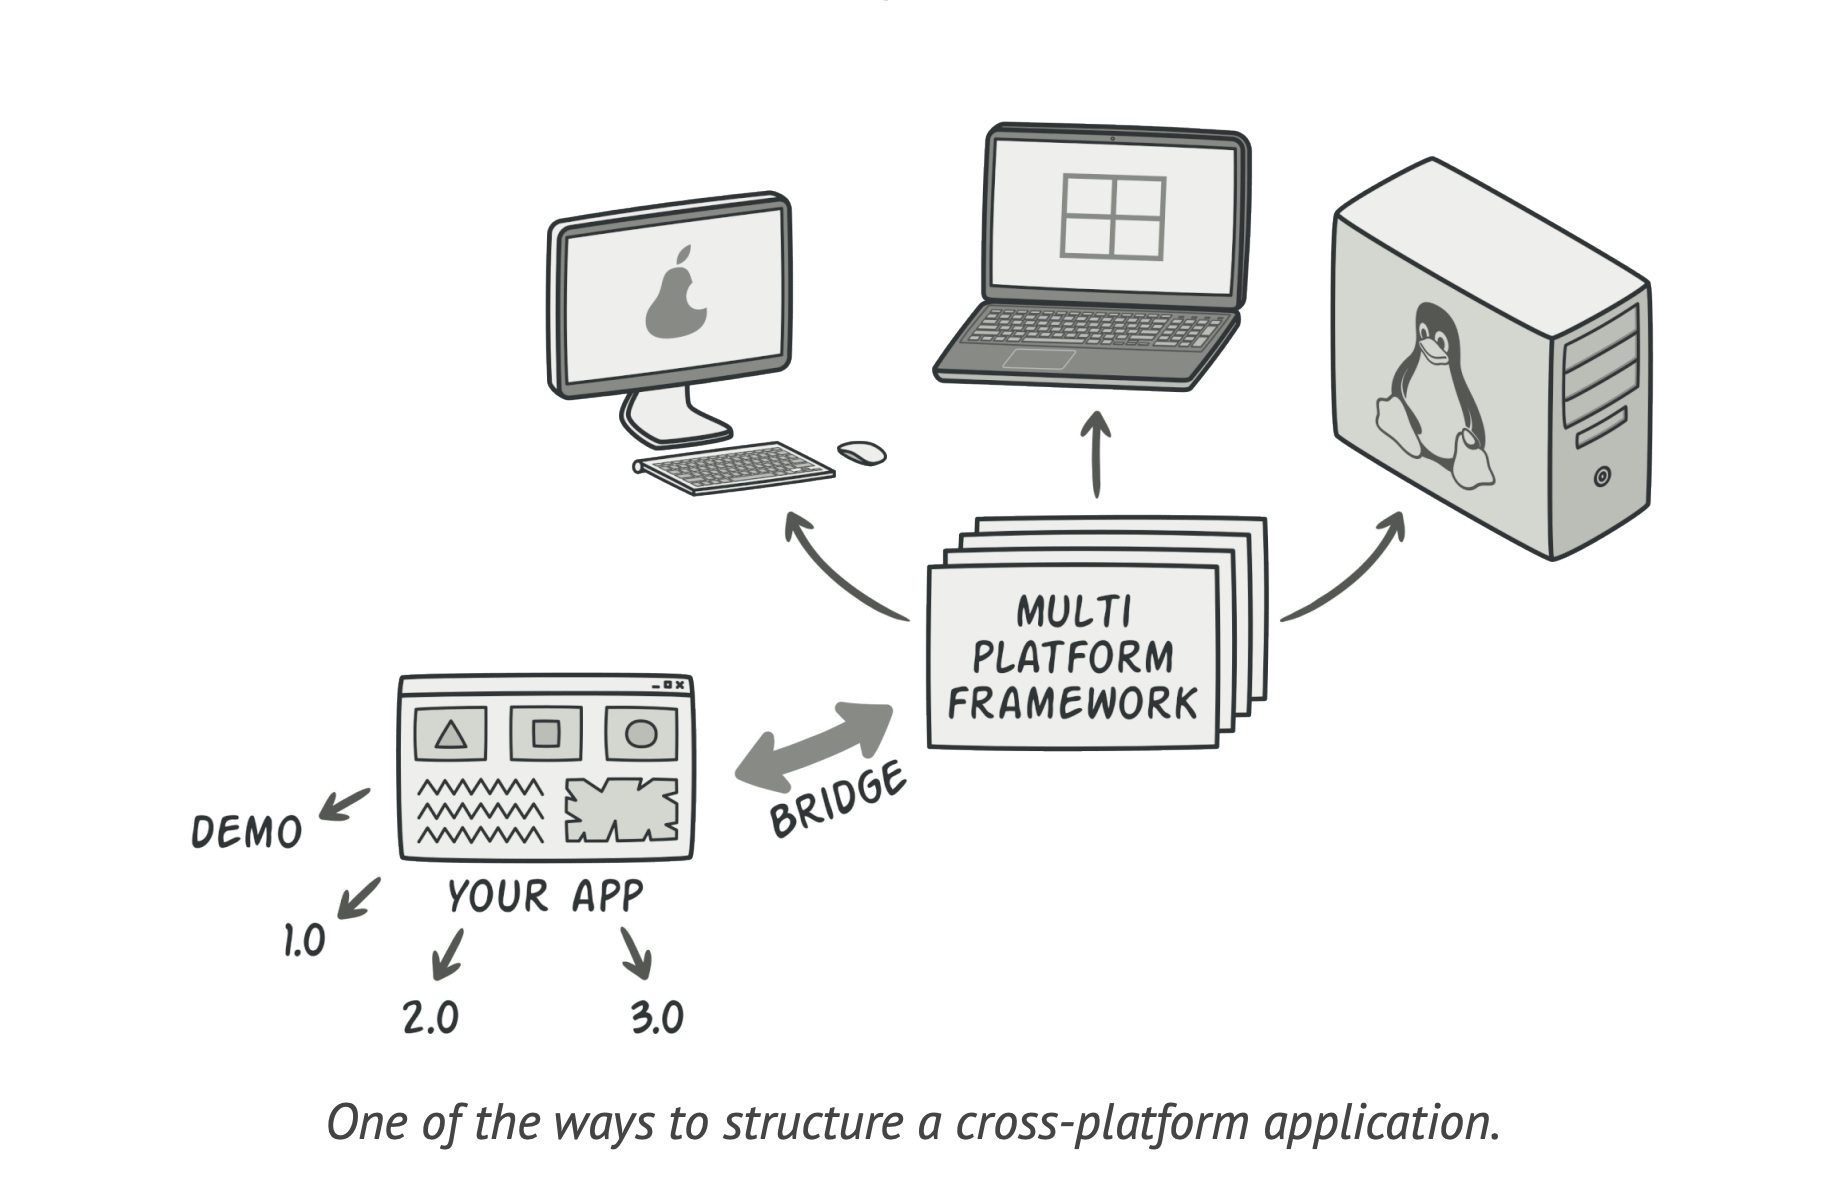 MULTI
PLATFORM
FRAMEWORK
BRIDGE
DEMO
YOUR APP
1.0
2.0
3.0
One of the ways to structure a cross-platform application.